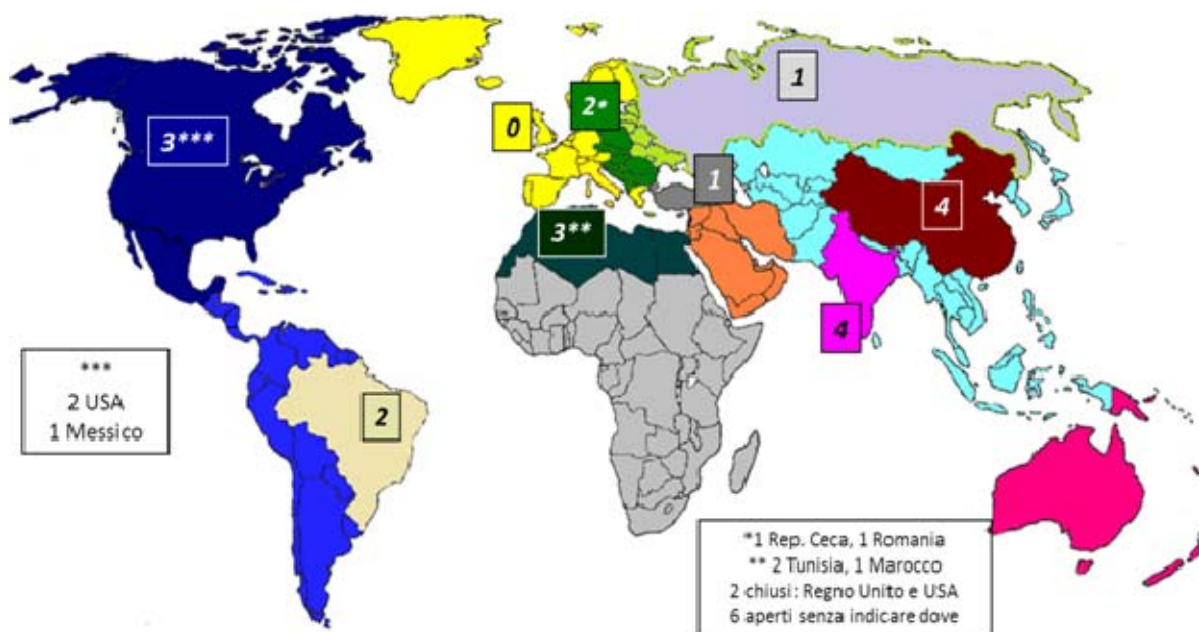 1
2*
0
3***
1
4
3**
4
***
2 USA
1 Messico
2
*1 Rep. Ceca, 1 Romania
** 2 Tunisia, 1 Marocco
2 chiusi: Regno Unito e USA
6 aperti senza indicare dove